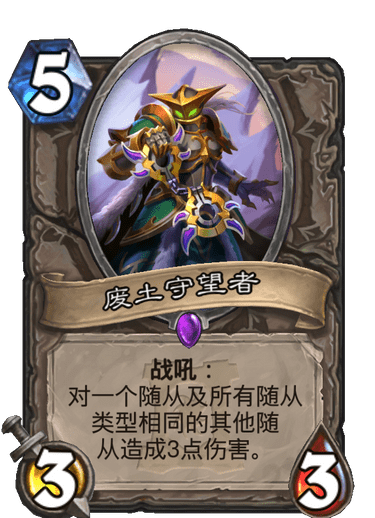 5
废土守望者
战吼：
对一个随从及所有随从
类型相同的其他随
从造成3点伤害。
3
3